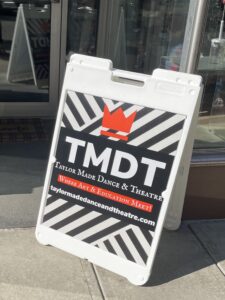 TMDT
Taylor Made Dance & Theatre
Where Art & Education Meet!
taylormadedanceandtheatre.com